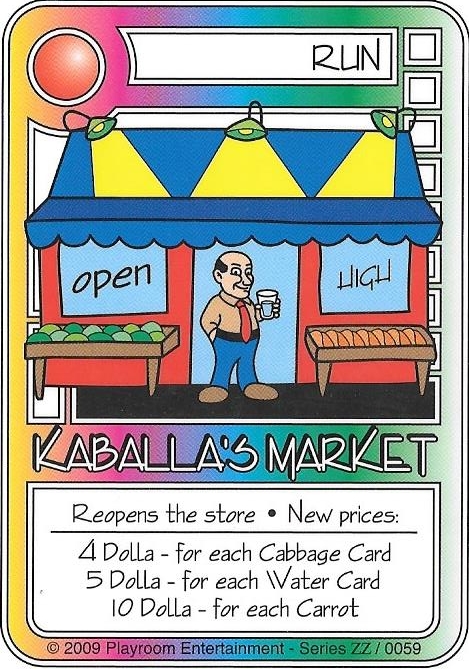 RUN
open
HIGH
KABALLA'S MARKET
Reopens the store • New prices:
4 Dolla - for each Cabbage Card
5 Dolla - for each Water Card
10 Dolla - for each Carrot
© 2009 Playroom Entertainment - Series ZZ / 0059